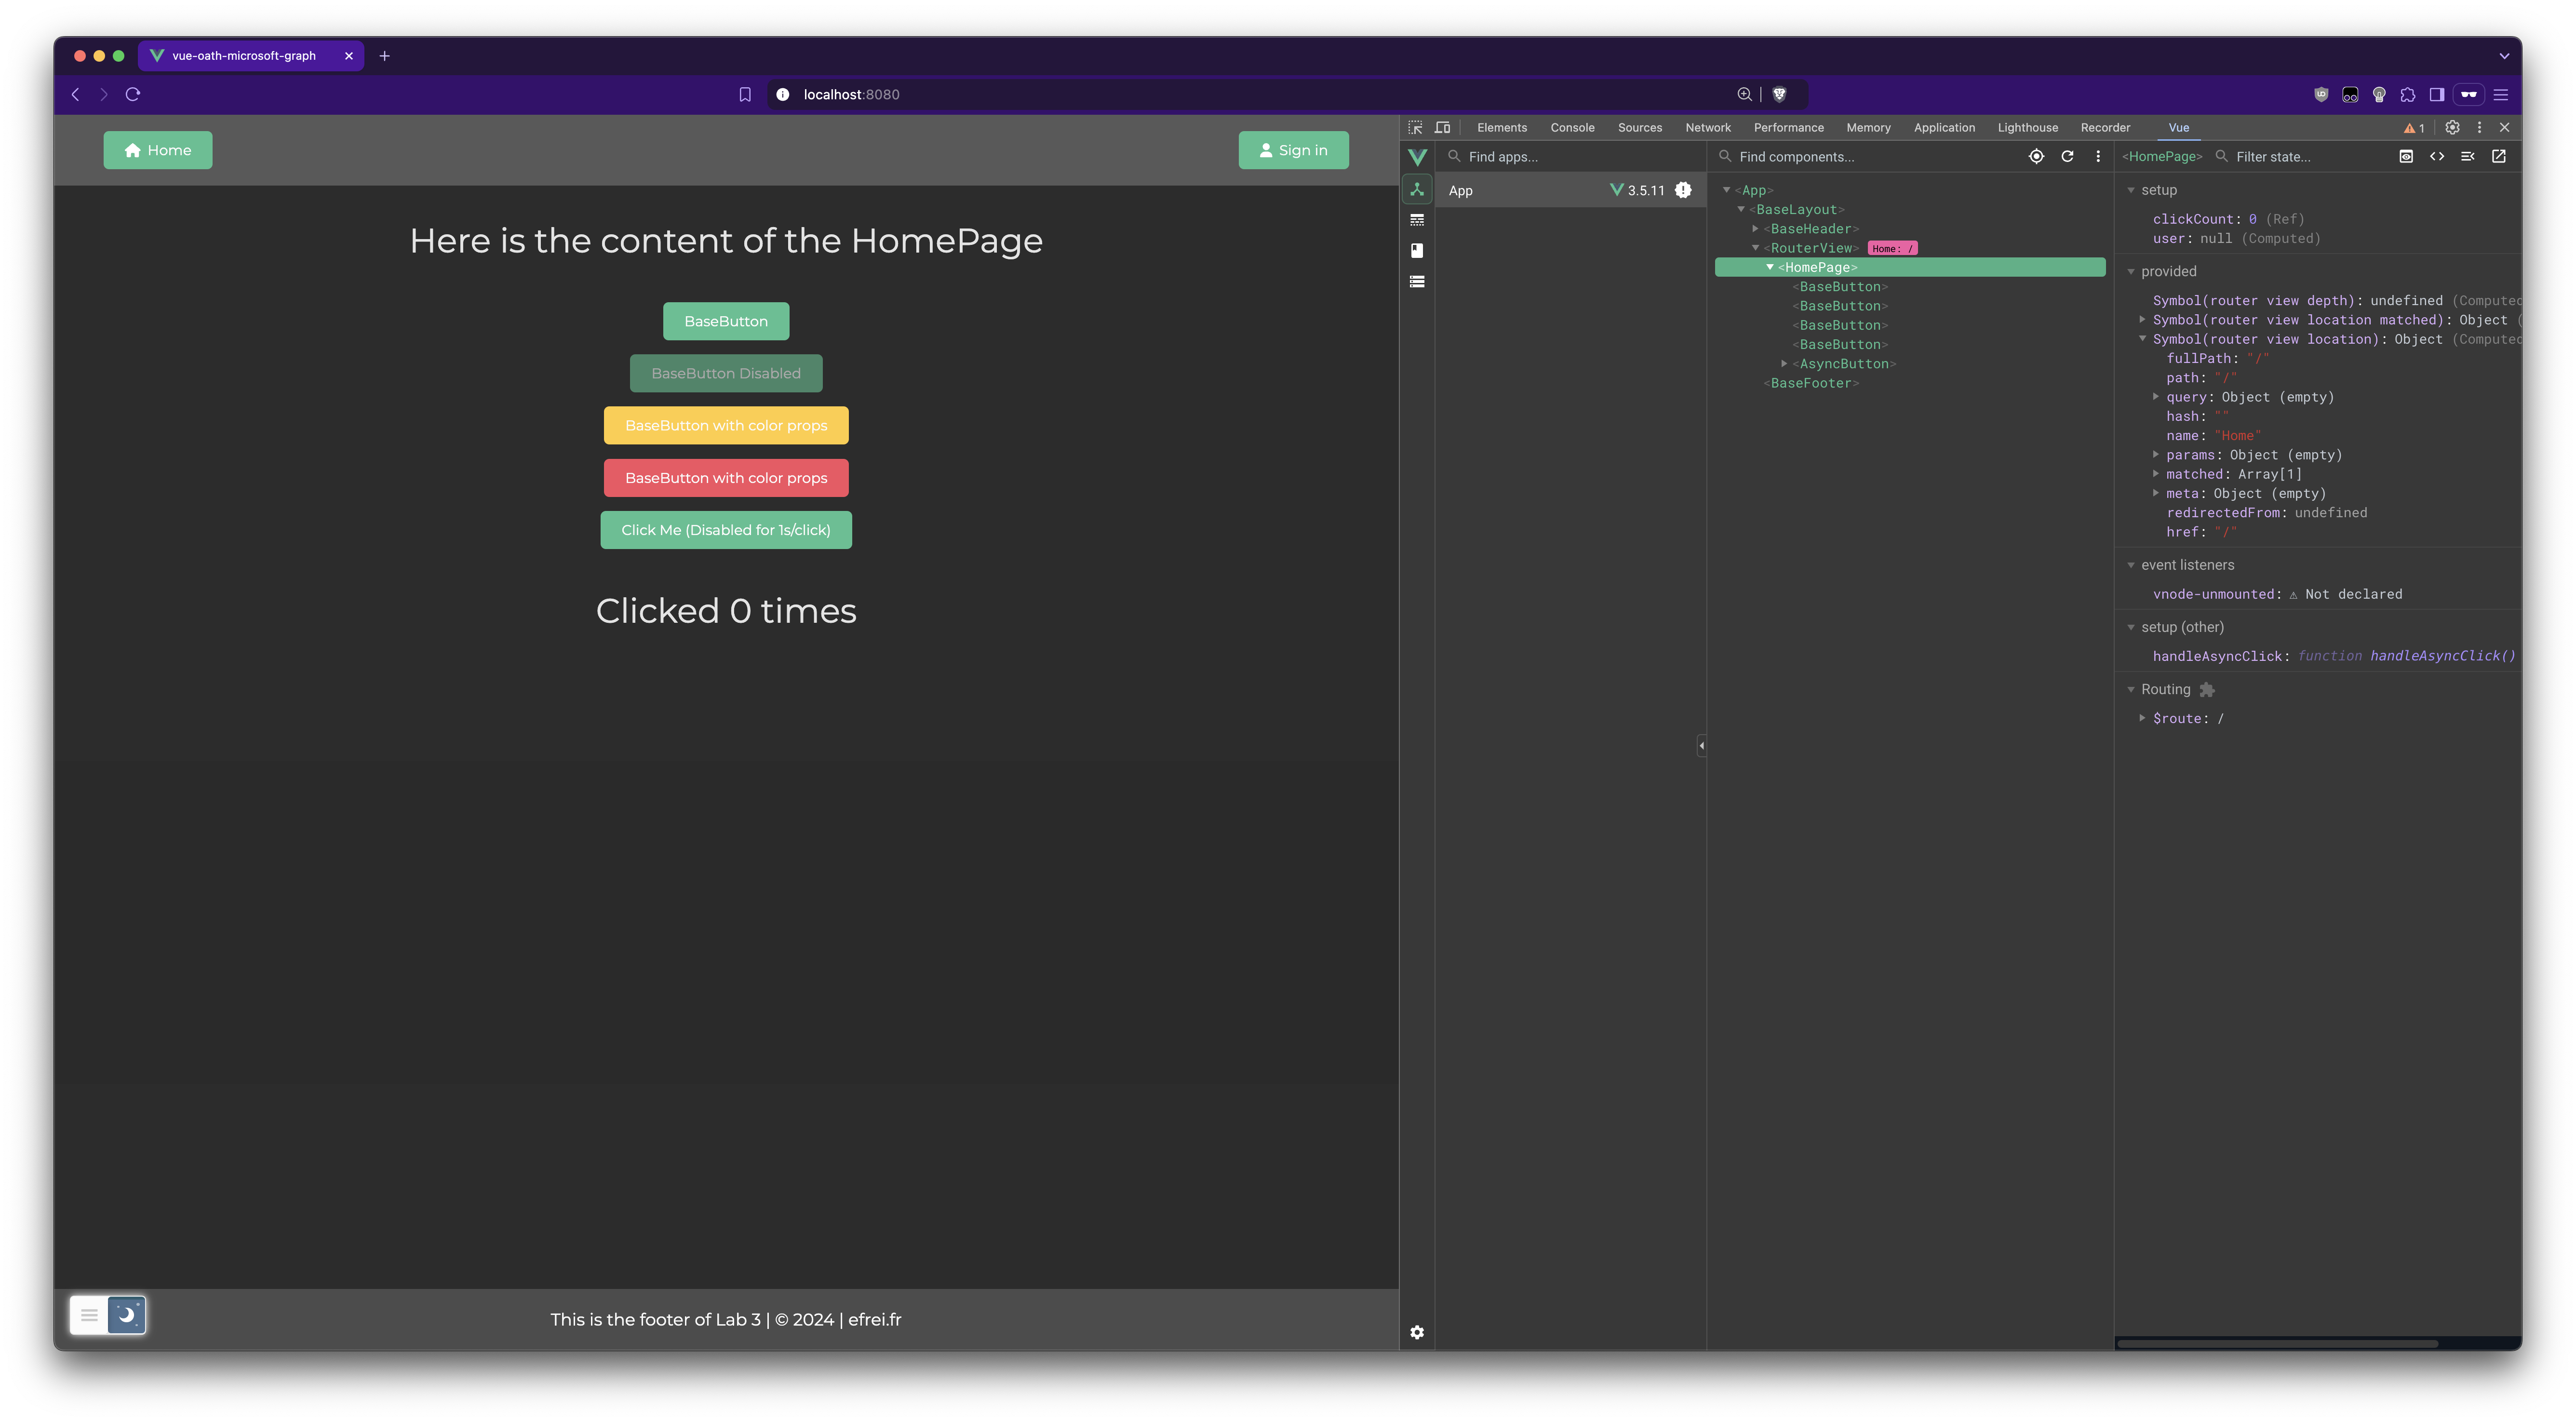 vue-oath-microsoft-graph
localhost:8080
Home
Sign in
Here is the content of the HomePage
BaseButton
BaseButton Disabled
BaseButton with color props
BaseButton with color props
Click Me (Disabled for 1s/click)
Clicked 0 times
This is the footer of Lab 3 | © 2024 | efrei.fr
Elements Console Sources Network Performance Memory Application Lighthouse Recorder Vue 1
Find apps...
App 3.5.11
Find components...
<App>
<BaseLayout>
<BaseHeader>
<RouterView> Home: /
<HomePage>
<BaseButton>
<BaseButton>
<BaseButton>
<BaseButton>
<AsyncButton>
<BaseFooter>
<HomePage> Filter state...
setup
clickCount: 0 (Ref)
user: null (Computed)
provided
Symbol(router view depth): undefined (Computed
Symbol(router view location matched): Object (
Symbol(router view location): Object (Computed
fullPath: "/"
path: "/"
query: Object (empty)
hash: ""
name: "Home"
params: Object (empty)
matched: Array[1]
meta: Object (empty)
redirectedFrom: undefined
href: "/"
event listeners
vnode-unmounted: ⚠ Not declared
setup (other)
handleAsyncClick: function handleAsyncClick()
Routing
$route: /